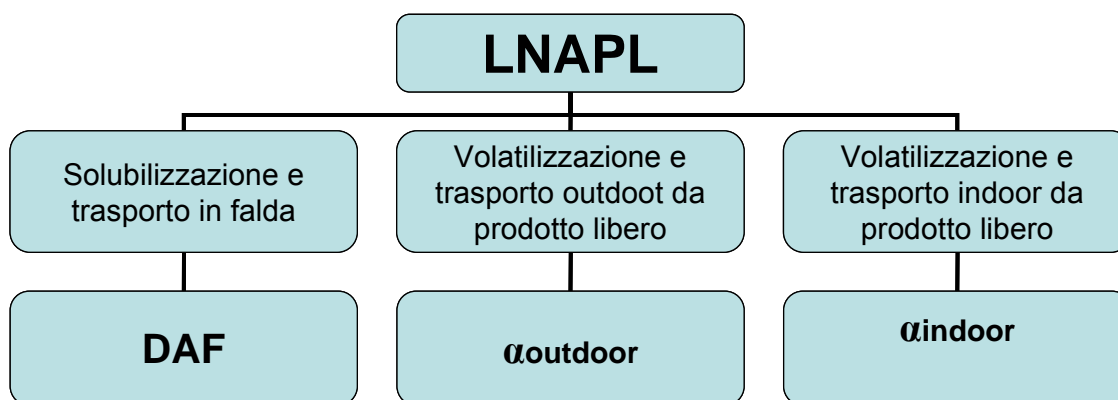 LNAPL
Solubilizzazione e
trasporto in falda
Volatilizzazione e
trasporto outdoot da
prodotto libero
Volatilizzazione e
trasporto indoor da
prodotto libero
DAF
αoutdoor
αindoor